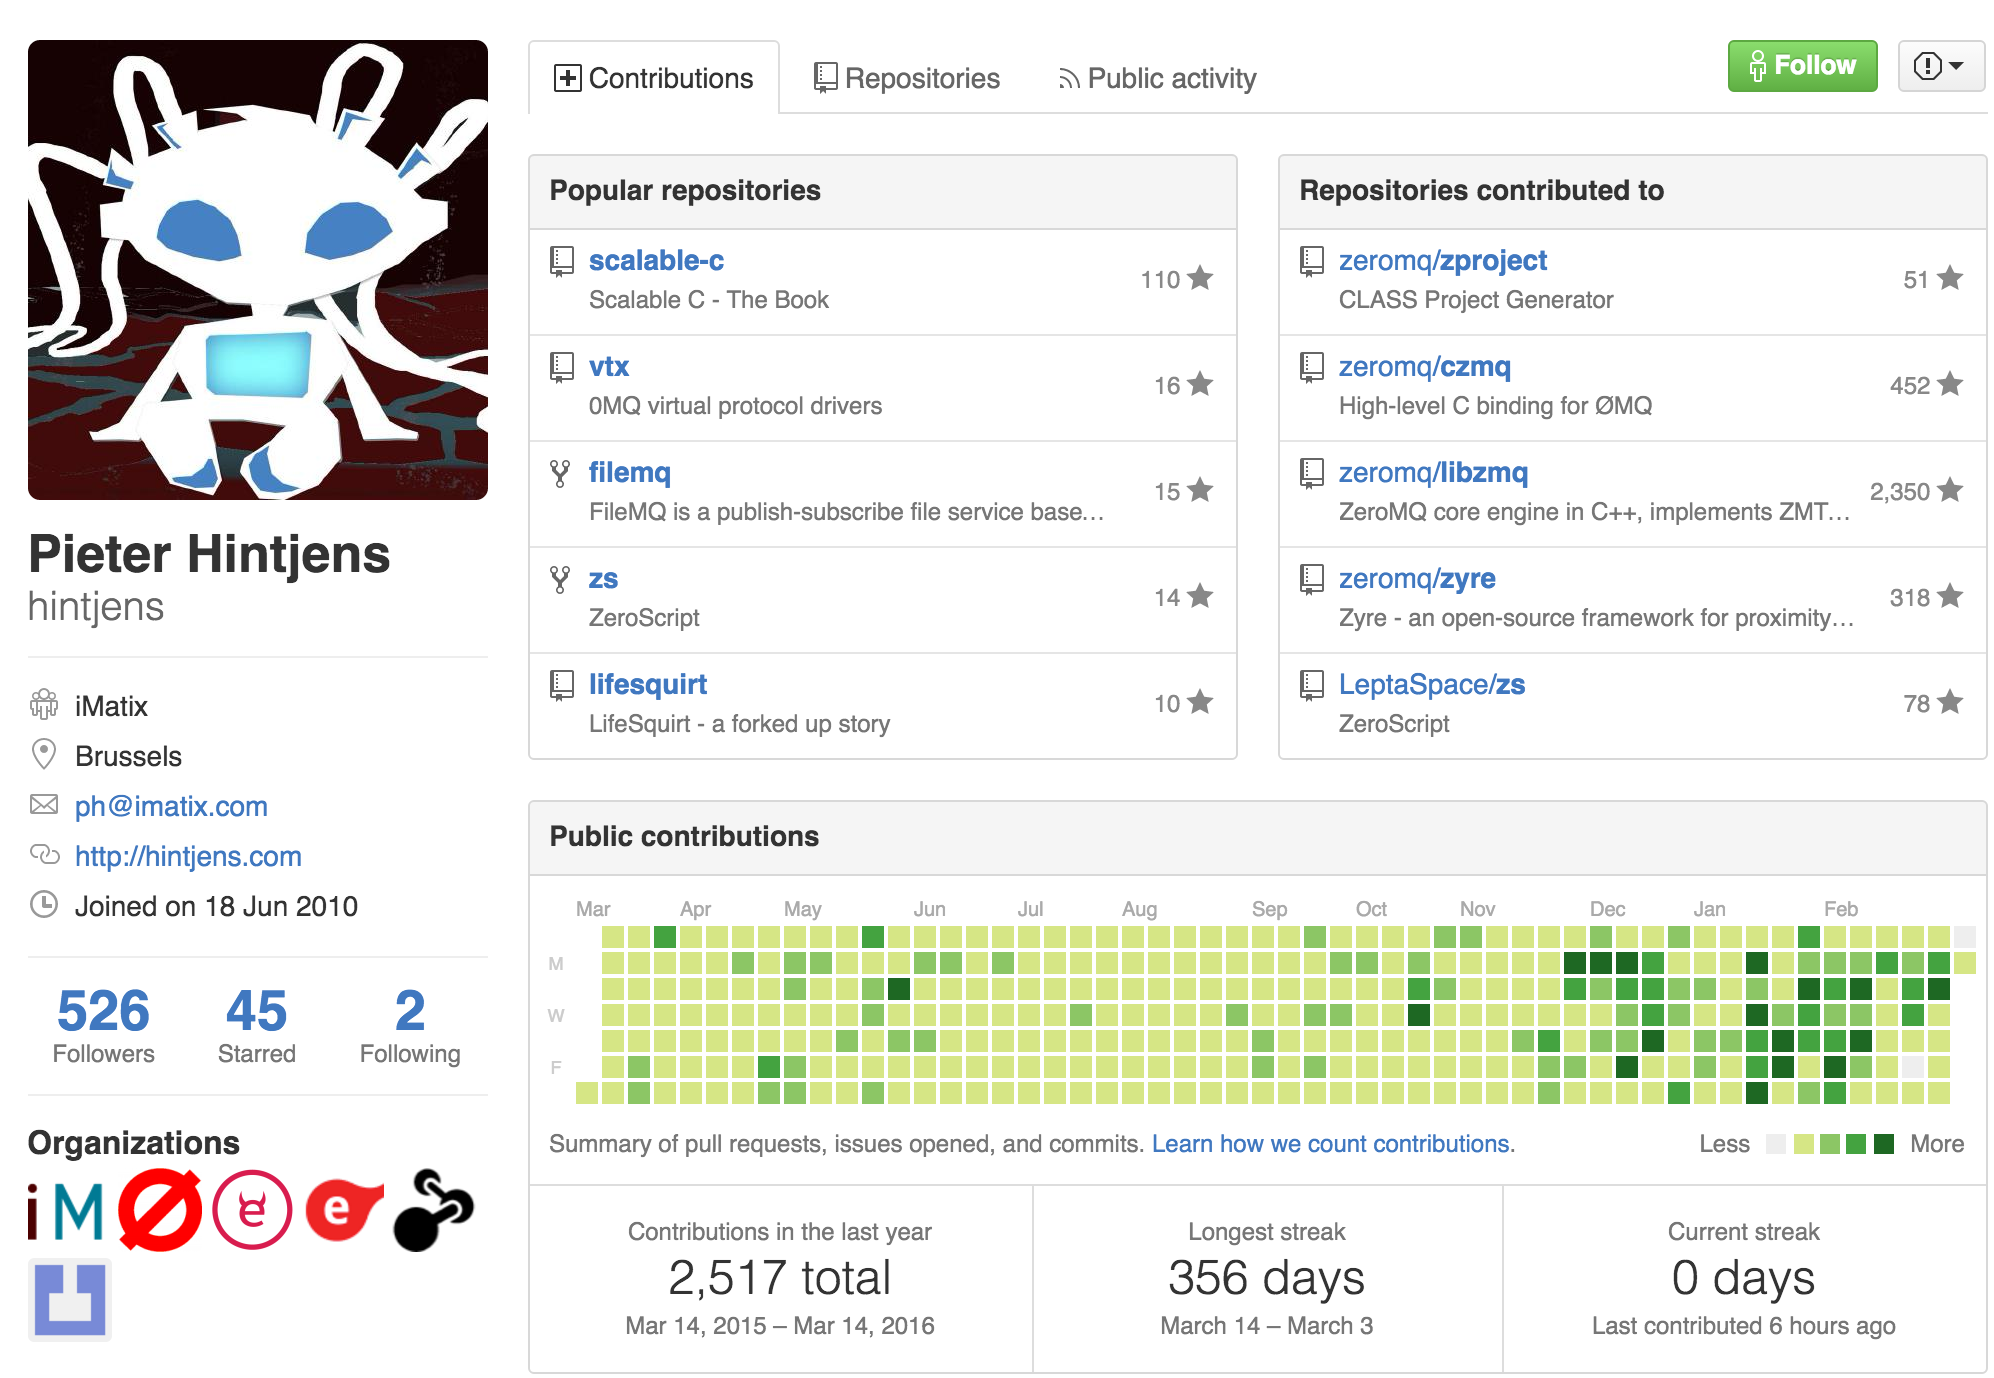 Contributions
Repositories
Public activity
Follow
Popular repositories
scalable-c
110
Scalable C - The Book
vtx
16
0MQ virtual protocol drivers
filemq
15
FileMQ is a publish-subscribe file service base…
zs
14
ZeroScript
lifesquirt
10
LifeSquirt - a forked up story
Repositories contributed to
zeromq/zproject
51
CLASS Project Generator
zeromq/czmq
452
High-level C binding for ØMQ
zeromq/libzmq
2,350
ZeroMQ core engine in C++, implements ZMT…
zeromq/zyre
318
Zyre - an open-source framework for proximity…
LeptaSpace/zs
78
ZeroScript
Pieter Hintjens
hintjens
iMatix
Brussels
ph@imatix.com
http://hintjens.com
Joined on 18 Jun 2010
526 45 2
Followers Starred Following
Organizations
iM
e
e
Public contributions
Mar Apr May Jun Jul Aug Sep Oct Nov Dec Jan Feb
M
W
F
Summary of pull requests, issues opened, and commits. Learn how we count contributions.
Less More
Contributions in the last year
2,517 total
Mar 14, 2015 – Mar 14, 2016
Longest streak
356 days
March 14 – March 3
Current streak
0 days
Last contributed 6 hours ago